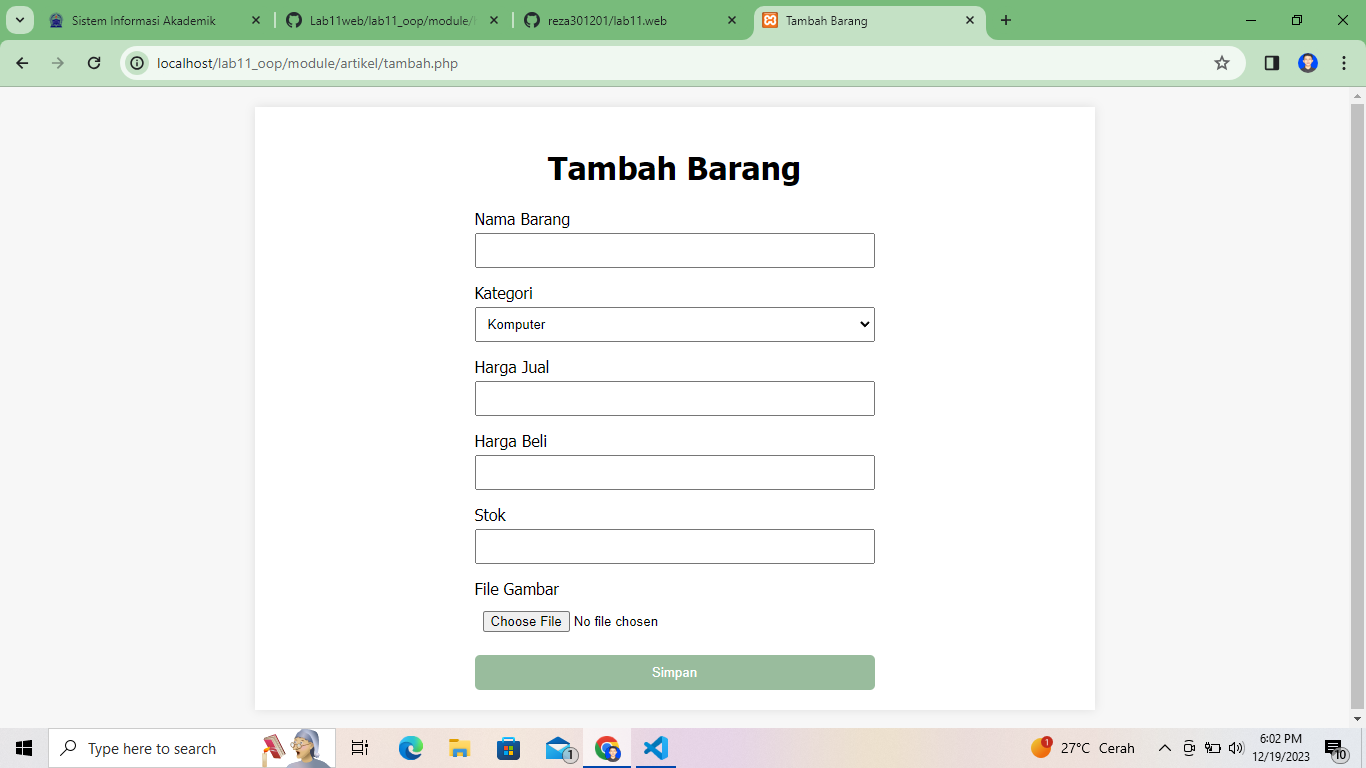 Sistem Informasi Akademik
Lab11web/lab11_oop/module/
reza301201/lab11.web
Tambah Barang
localhost/lab11_oop/module/artikel/tambah.php
Tambah Barang
Nama Barang
Kategori
Komputer
Harga Jual
Harga Beli
Stok
File Gambar
Choose File No file chosen
Simpan
Type here to search
1
1
27°C Cerah
6:02 PM
12/19/2023
10